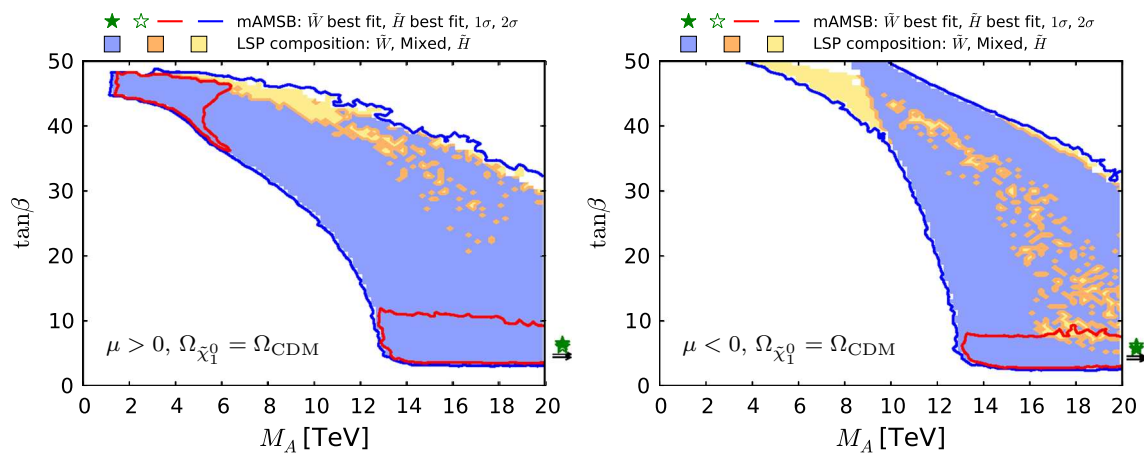 mAMSB: W̃ best fit, H̃ best fit, 1σ, 2σ
LSP composition: W̃, Mixed, H̃
50
40
30
20
10
0
tanβ
μ > 0, Ω_χ̃⁰₁ = Ω_CDM
0 2 4 6 8 10 12 14 16 18 20
M_A [TeV]
mAMSB: W̃ best fit, H̃ best fit, 1σ, 2σ
LSP composition: W̃, Mixed, H̃
50
40
30
20
10
0
tanβ
μ < 0, Ω_χ̃⁰₁ = Ω_CDM
0 2 4 6 8 10 12 14 16 18 20
M_A [TeV]